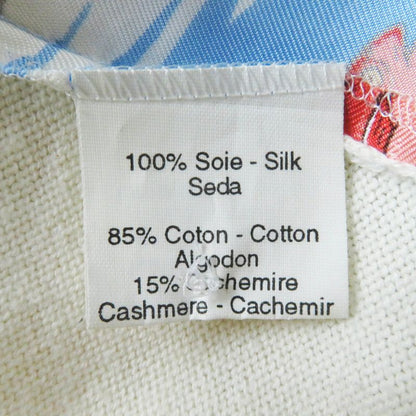 100% Soie - Silk
Seda
85% Coton - Cotton
Algodon
15% Cachemire
Cashmere - Cachemir